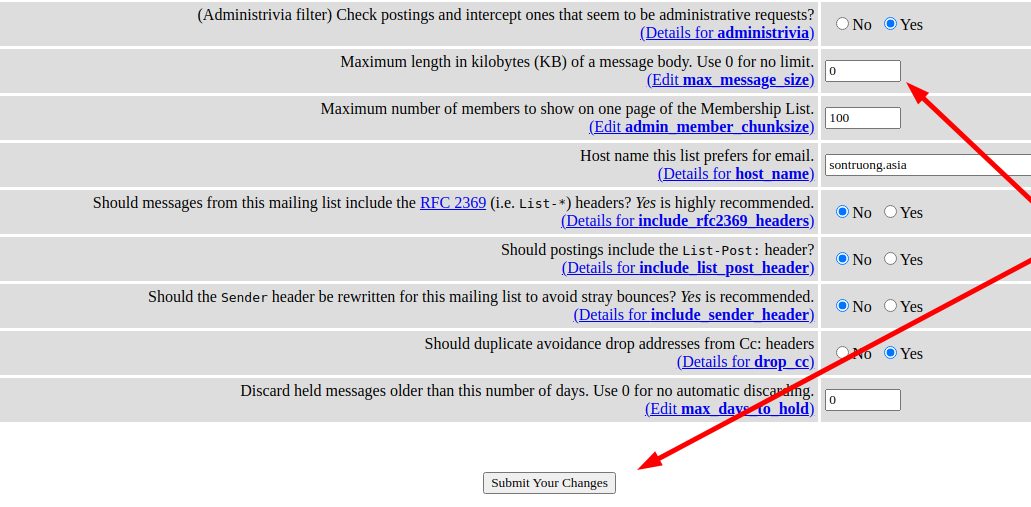 (Administrivia filter) Check postings and intercept ones that seem to be administrative requests?
(Details for administrivia)
No Yes
Maximum length in kilobytes (KB) of a message body. Use 0 for no limit.
(Edit max_message_size)
0
Maximum number of members to show on one page of the Membership List.
(Edit admin_member_chunksize)
100
Host name this list prefers for email.
(Details for host_name)
sontruong.asia
Should messages from this mailing list include the RFC 2369 (i.e. List-*) headers? Yes is highly recommended.
(Details for include_rfc2369_headers)
No Yes
Should postings include the List-Post: header?
(Details for include_list_post_header)
No Yes
Should the Sender header be rewritten for this mailing list to avoid stray bounces? Yes is recommended.
(Details for include_sender_header)
No Yes
Should duplicate avoidance drop addresses from Cc: headers
(Details for drop_cc)
No Yes
Discard held messages older than this number of days. Use 0 for no automatic discarding.
(Edit max_days_to_hold)
0
Submit Your Changes